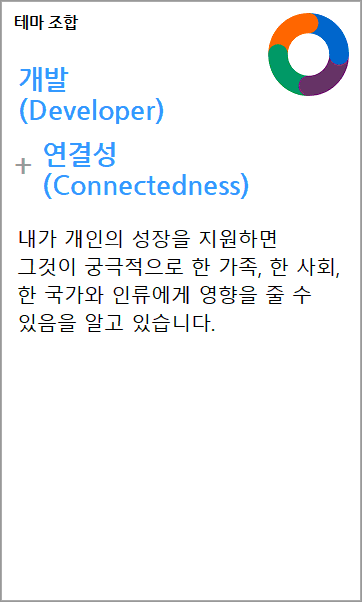 테마 조합
개발
(Developer)
+ 연결성
(Connectedness)
내가 개인의 성장을 지원하면
그것이 궁극적으로 한 가족, 한 사회,
한 국가와 인류에게 영향을 줄 수
있음을 알고 있습니다.